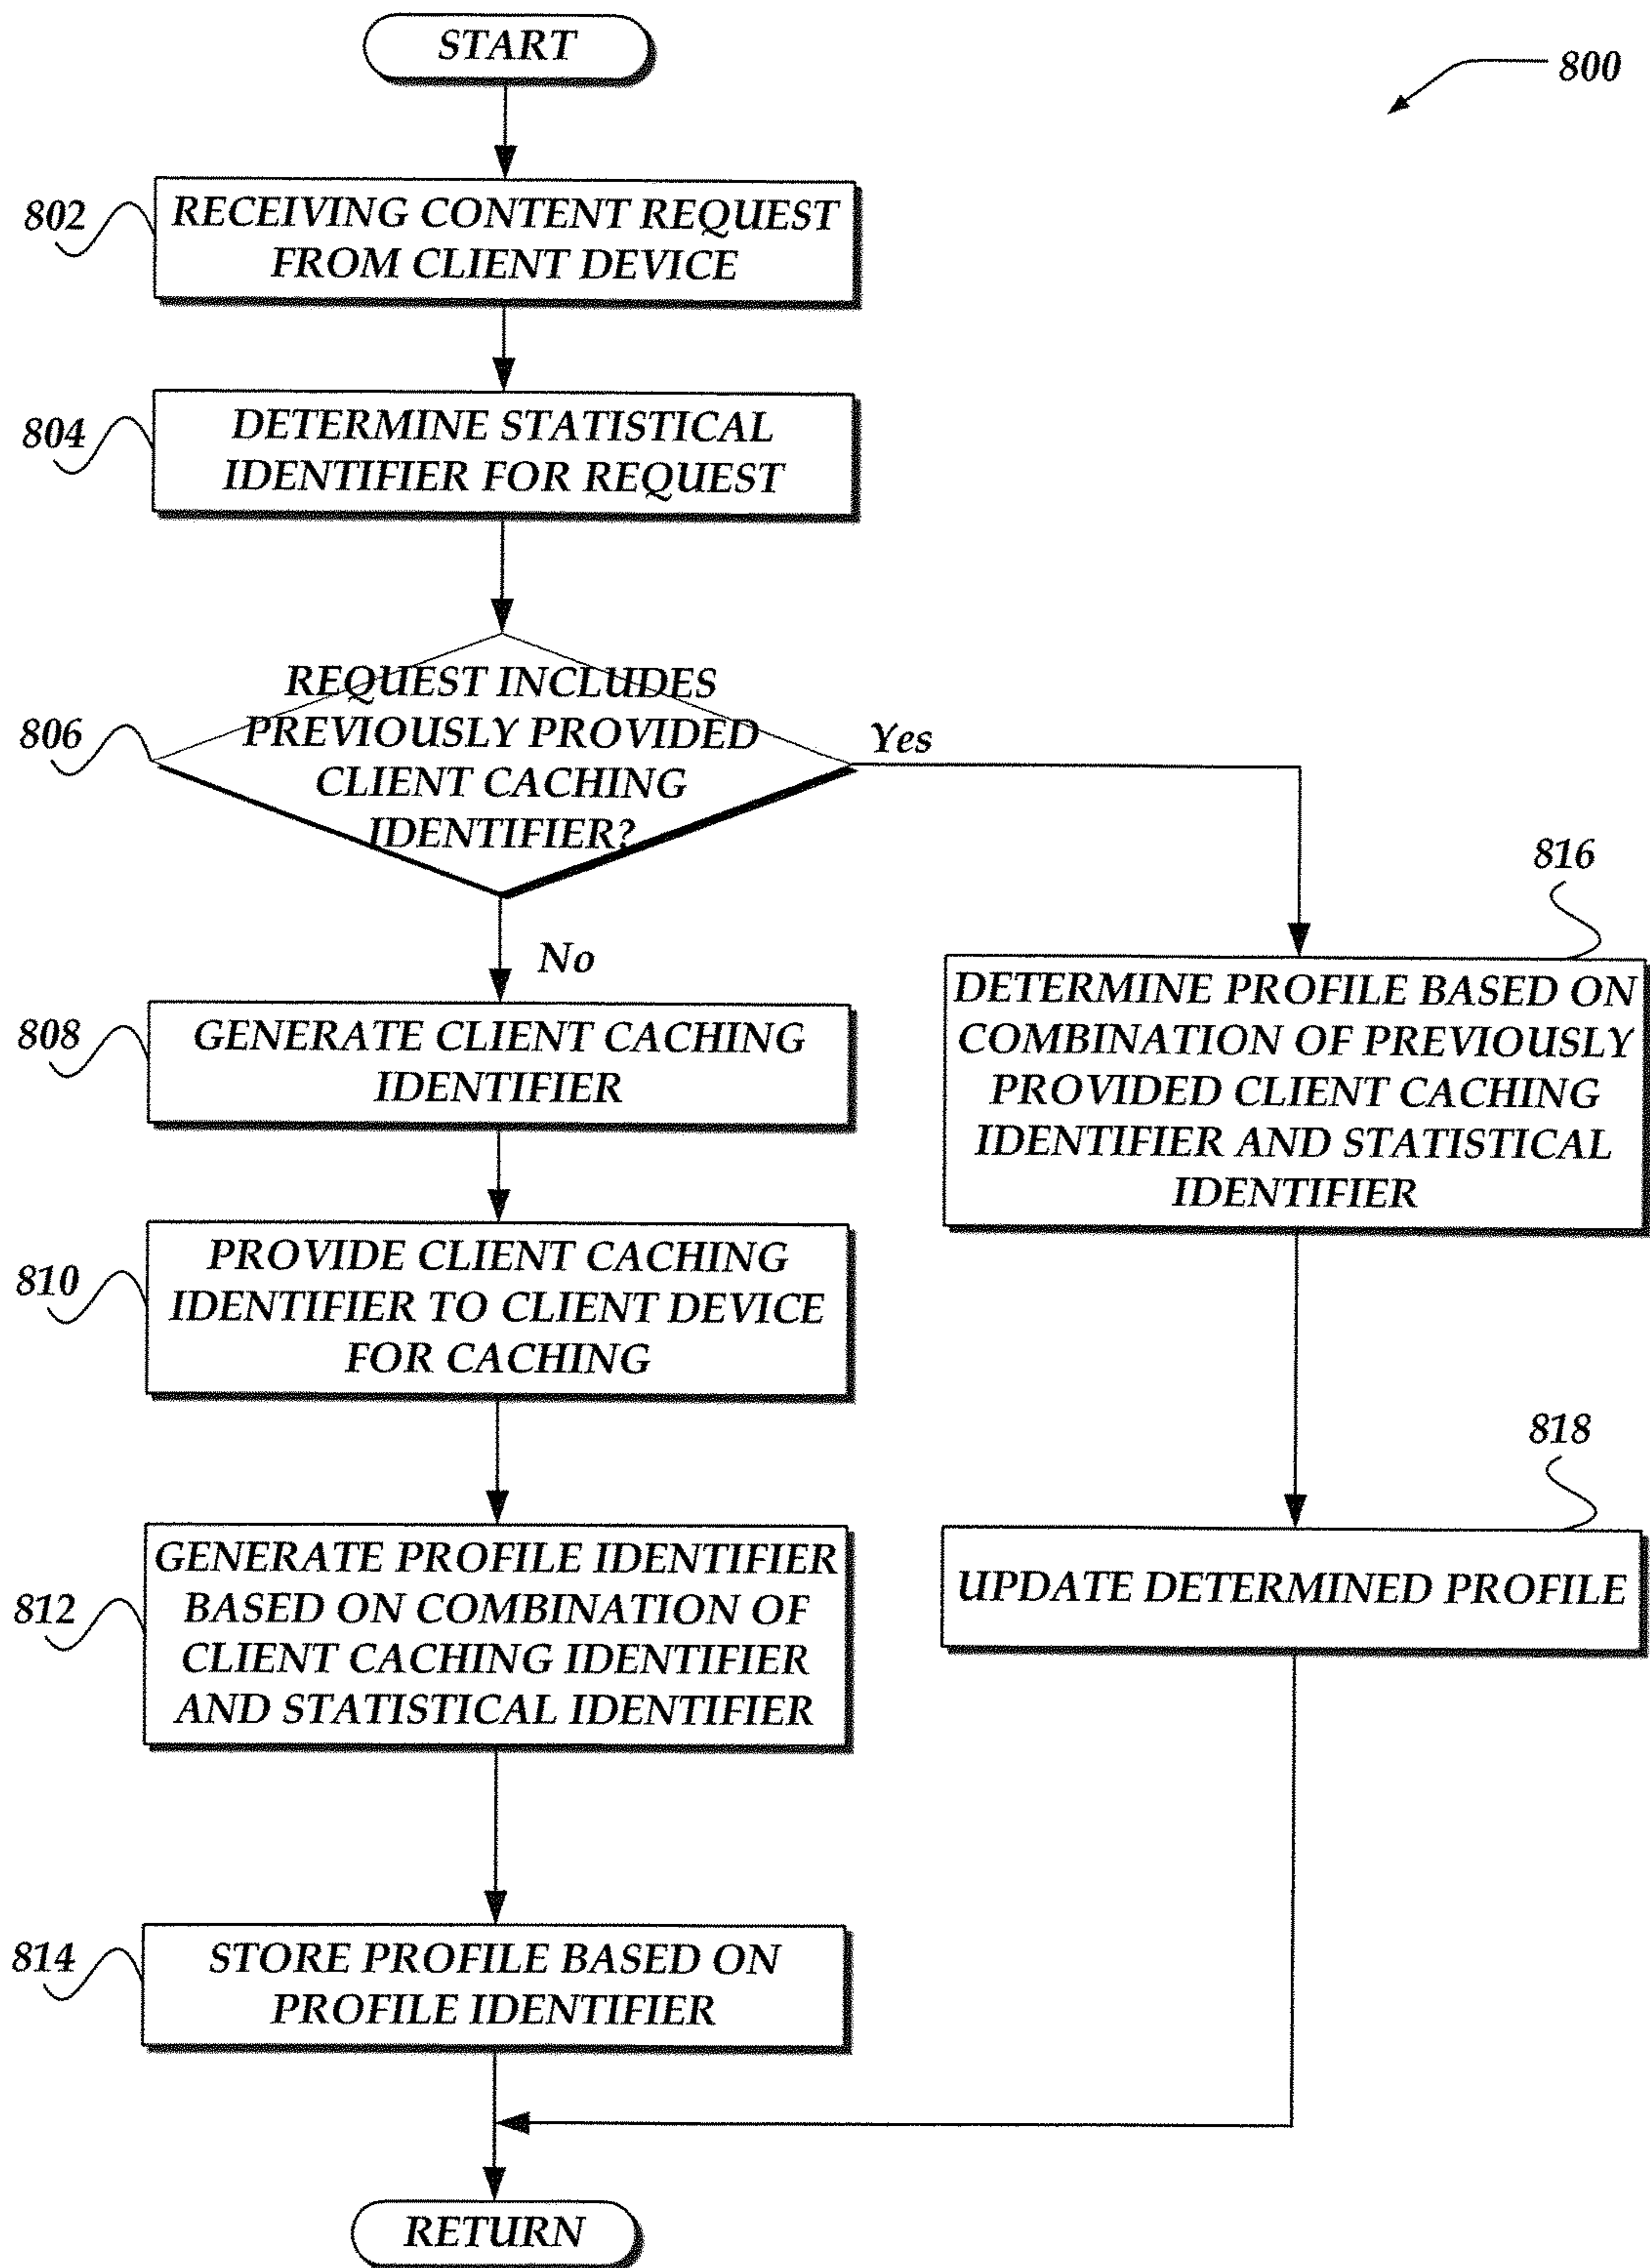 START
800
802
RECEIVING CONTENT REQUEST
FROM CLIENT DEVICE
804
DETERMINE STATISTICAL
IDENTIFIER FOR REQUEST
806
REQUEST INCLUDES
PREVIOUSLY PROVIDED
CLIENT CACHING
IDENTIFIER?
Yes
No
808
GENERATE CLIENT CACHING
IDENTIFIER
810
PROVIDE CLIENT CACHING
IDENTIFIER TO CLIENT DEVICE
FOR CACHING
812
GENERATE PROFILE IDENTIFIER
BASED ON COMBINATION OF
CLIENT CACHING IDENTIFIER
AND STATISTICAL IDENTIFIER
814
STORE PROFILE BASED ON
PROFILE IDENTIFIER
816
DETERMINE PROFILE BASED ON
COMBINATION OF PREVIOUSLY
PROVIDED CLIENT CACHING
IDENTIFIER AND STATISTICAL
IDENTIFIER
818
UPDATE DETERMINED PROFILE
RETURN